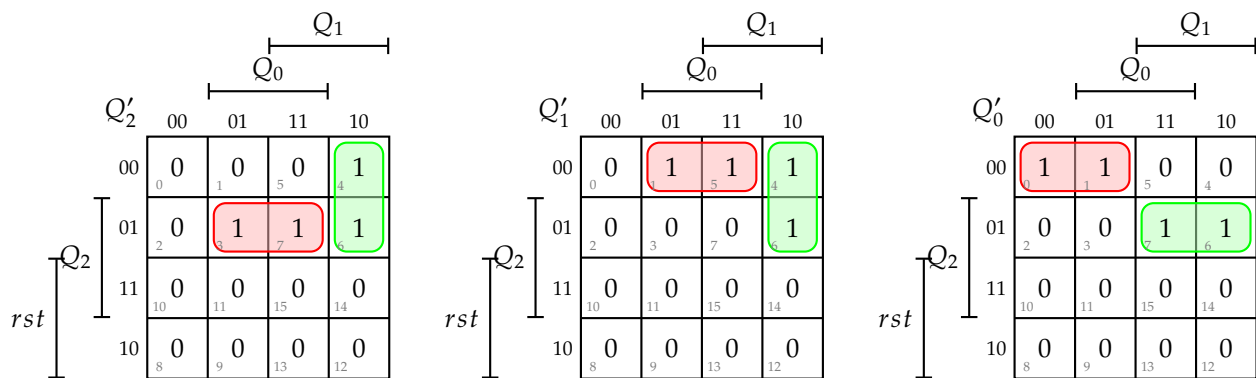 Q1 Q1 Q1
Q0 Q0 Q0
Q′2 00 01 11 10 Q′1 00 01 11 10 Q′0 00 01 11 10
00 0 0 0 1 00 0 1 1 1 00 1 1 0 0
0 1 5 4 0 1 5 4 0 1 5 4
01 0 1 1 1 01 0 0 0 1 01 0 0 1 1
2 3 7 6 2 3 7 6 2 3 7 6
Q2 Q2 Q2
11 0 0 0 0 11 0 0 0 0 11 0 0 0 0
10 11 15 14 10 11 15 14 10 11 15 14
rst rst rst
10 0 0 0 0 10 0 0 0 0 10 0 0 0 0
8 9 13 12 8 9 13 12 8 9 13 12